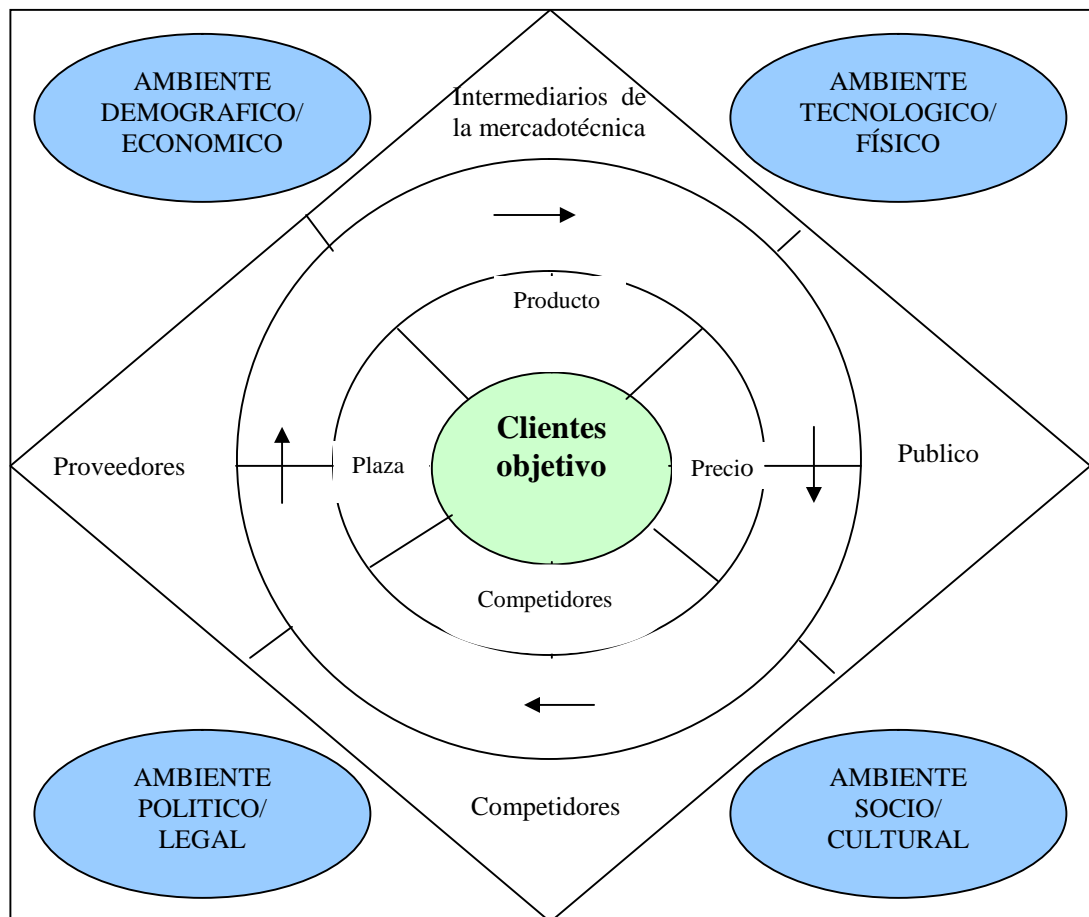 AMBIENTE
DEMOGRAFICO/
ECONOMICO
Intermediarios de
la mercadotécnica
AMBIENTE
TECNOLOGICO/
FÍSICO
Producto
Clientes
objetivo
Proveedores
Plaza
Precio
Publico
Competidores
AMBIENTE
POLITICO/
LEGAL
Competidores
AMBIENTE
SOCIO/
CULTURAL